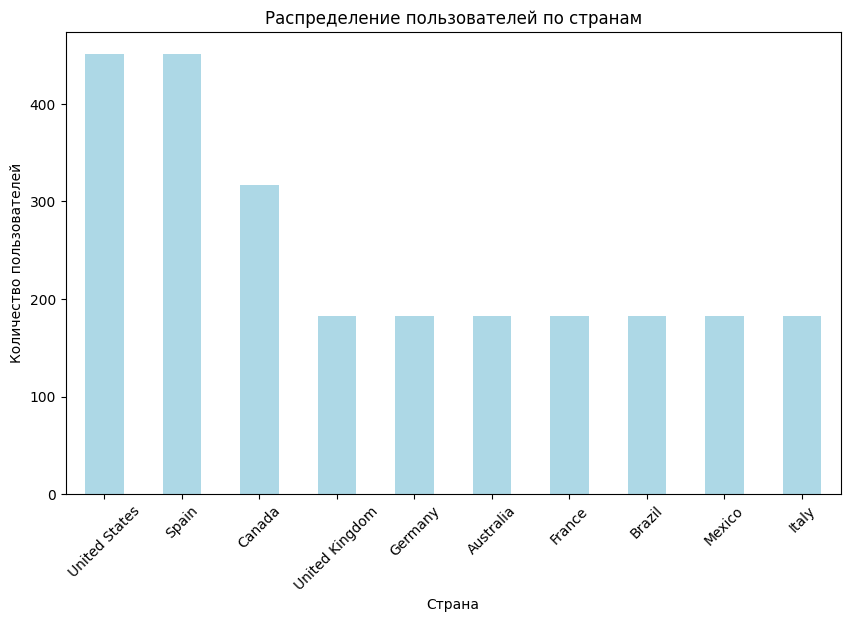 Распределение пользователей по странам
Количество пользователей
400
300
200
100
0
United States
Spain
Canada
United Kingdom
Germany
Australia
France
Brazil
Mexico
Italy
Страна